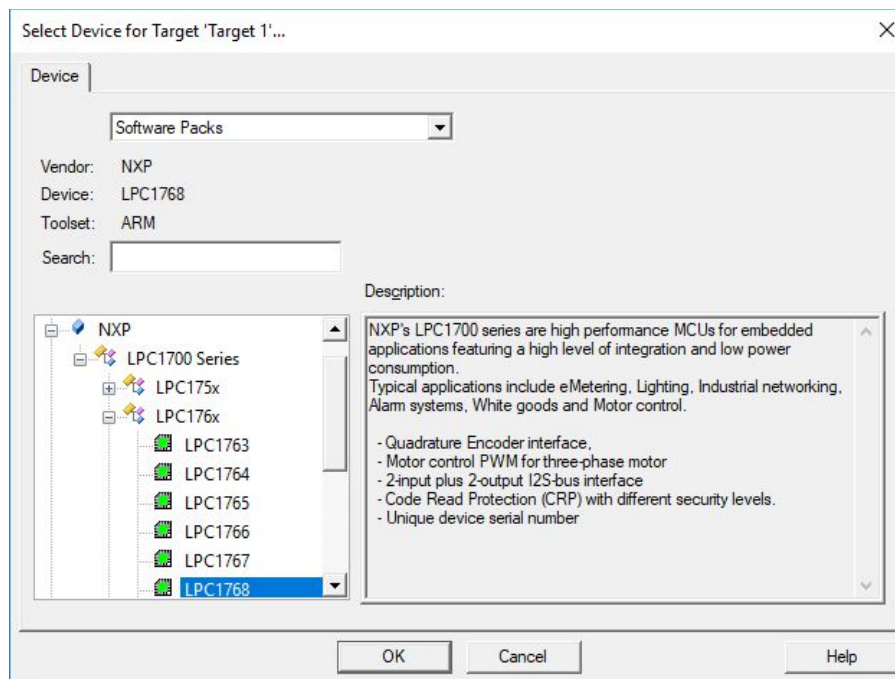 Select Device for Target 'Target 1'...
Device
Software Packs
Vendor: NXP
Device: LPC1768
Toolset: ARM
Search:
Description:
NXP
LPC1700 Series
LPC175x
LPC176x
LPC1763
LPC1764
LPC1765
LPC1766
LPC1767
LPC1768
NXP's LPC1700 series are high performance MCUs for embedded
applications featuring a high level of integration and low power
consumption.
Typical applications include eMetering, Lighting, Industrial networking,
Alarm systems, White goods and Motor control.
- Quadrature Encoder interface,
- Motor control PWM for three-phase motor
- 2-input plus 2-output I2S-bus interface
- Code Read Protection (CRP) with different security levels.
- Unique device serial number
OK
Cancel
Help